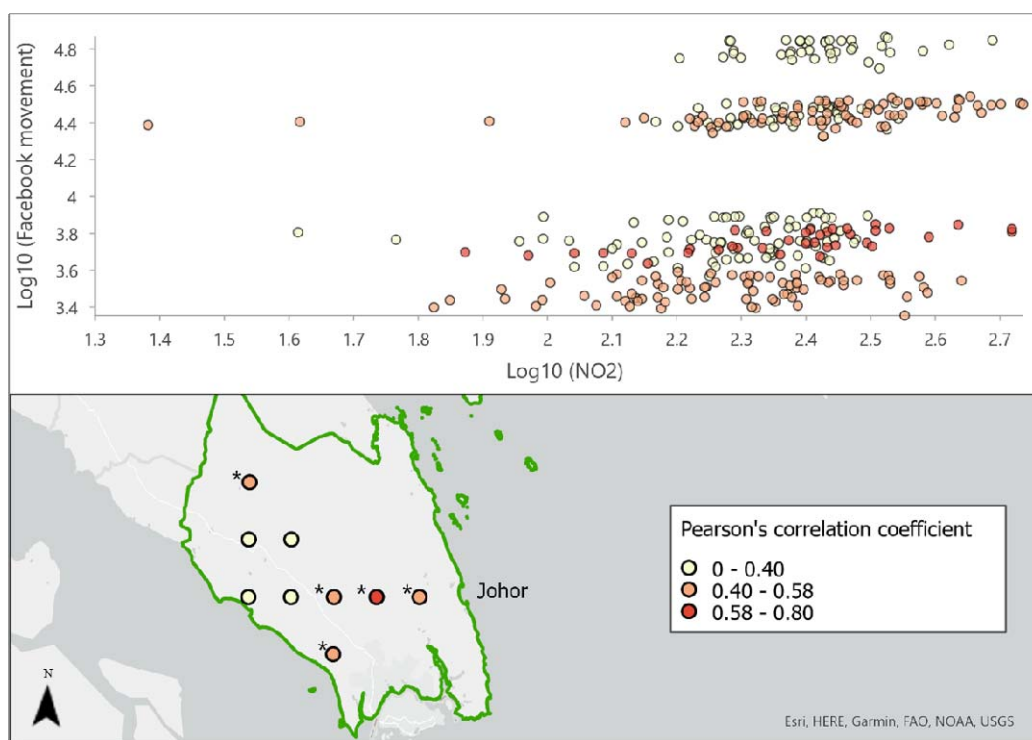 Log10 (Facebook movement)
4.8
4.6
4.4
4.2
4
3.8
3.6
3.4
1.3 1.4 1.5 1.6 1.7 1.8 1.9 2 2.1 2.2 2.3 2.4 2.5 2.6 2.7
Log10 (NO2)
*
* * *
*
Johor
Pearson's correlation coefficient
0 - 0.40
0.40 - 0.58
0.58 - 0.80
N
Esri, HERE, Garmin, FAO, NOAA, USGS